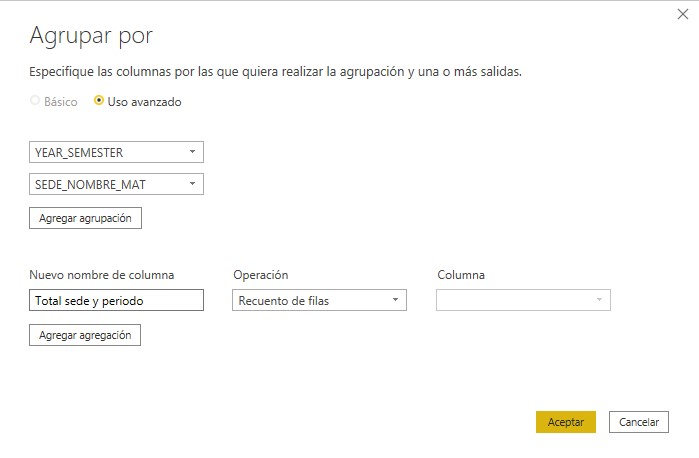 Agrupar por
Especifique las columnas por las que quiera realizar la agrupación y una o más salidas.
Básico Uso avanzado
YEAR_SEMESTER
SEDE_NOMBRE_MAT
Agregar agrupación
Nuevo nombre de columna Operación Columna
Total sede y periodo Recuento de filas
Agregar agregación
Aceptar Cancelar